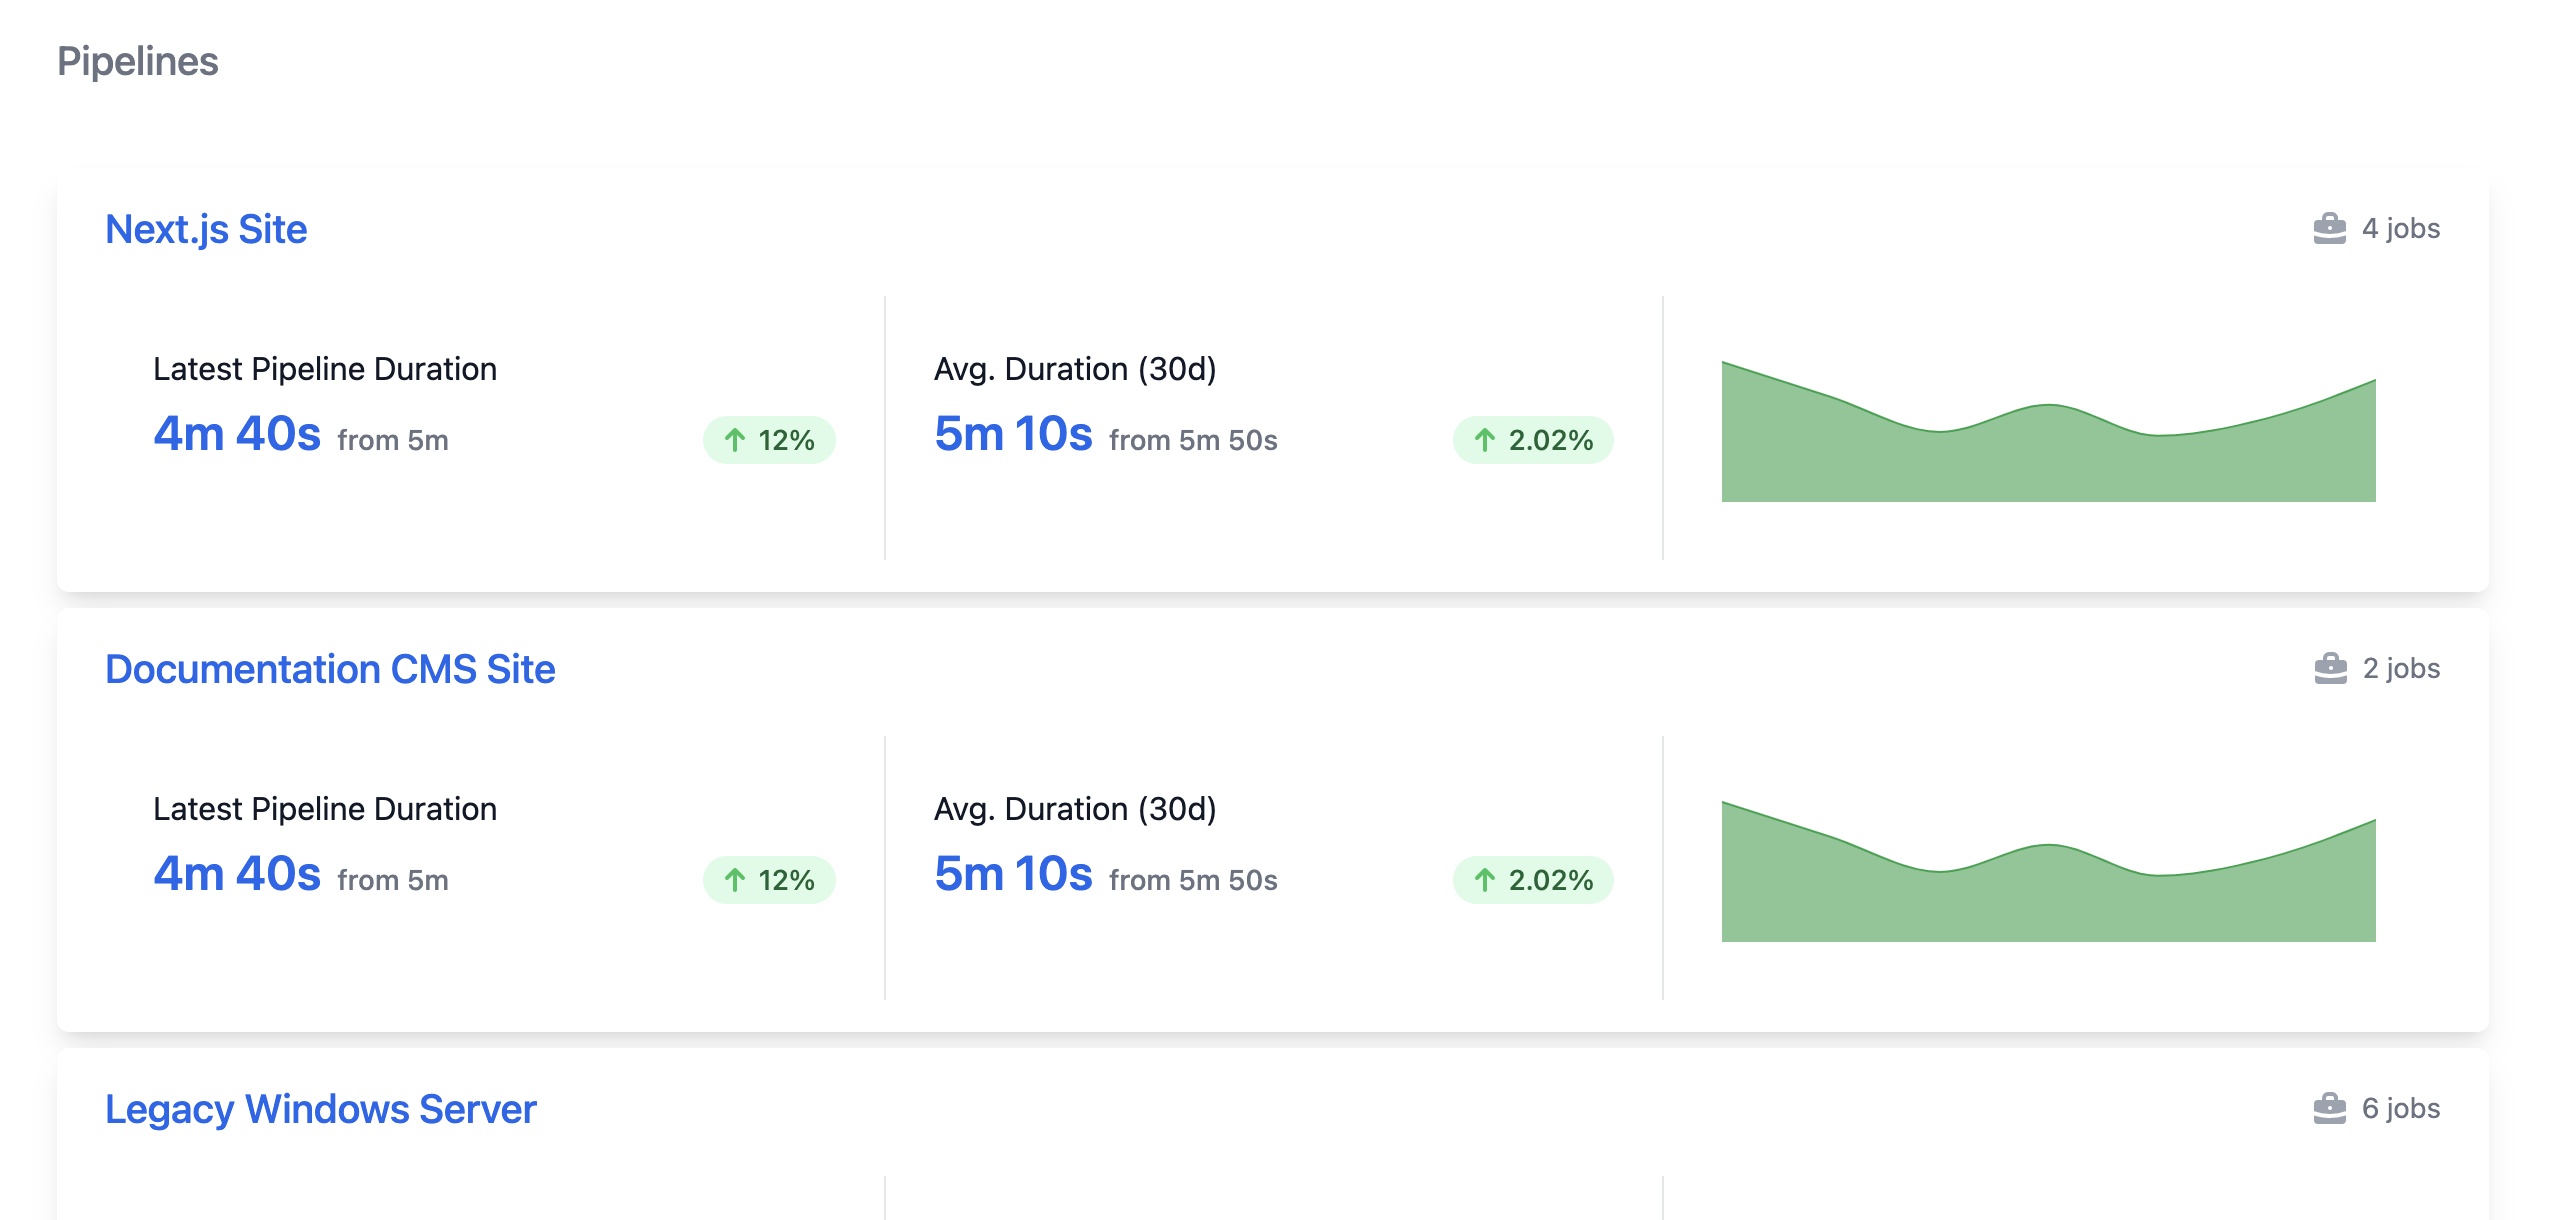 Pipelines
Next.js Site
4 jobs
Latest Pipeline Duration
4m 40s from 5m
12%
Avg. Duration (30d)
5m 10s from 5m 50s
2.02%
Documentation CMS Site
2 jobs
Latest Pipeline Duration
4m 40s from 5m
12%
Avg. Duration (30d)
5m 10s from 5m 50s
2.02%
Legacy Windows Server
6 jobs